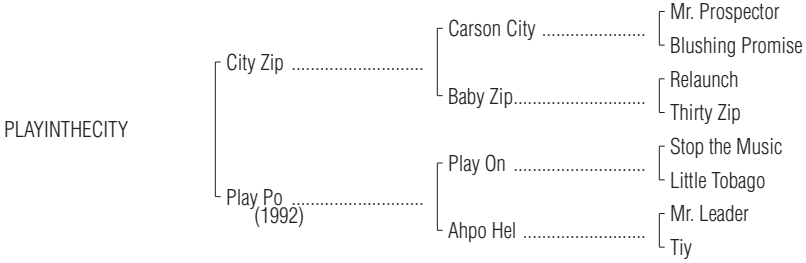 PLAYINTHECITY
City Zip ............................
Play Po ............................
(1992)
Carson City ......................
Baby Zip............................
Play On ............................
Ahpo Hel ..........................
Mr. Prospector
Blushing Promise
Relaunch
Thirty Zip
Stop the Music
Little Tobago
Mr. Leader
Tiy